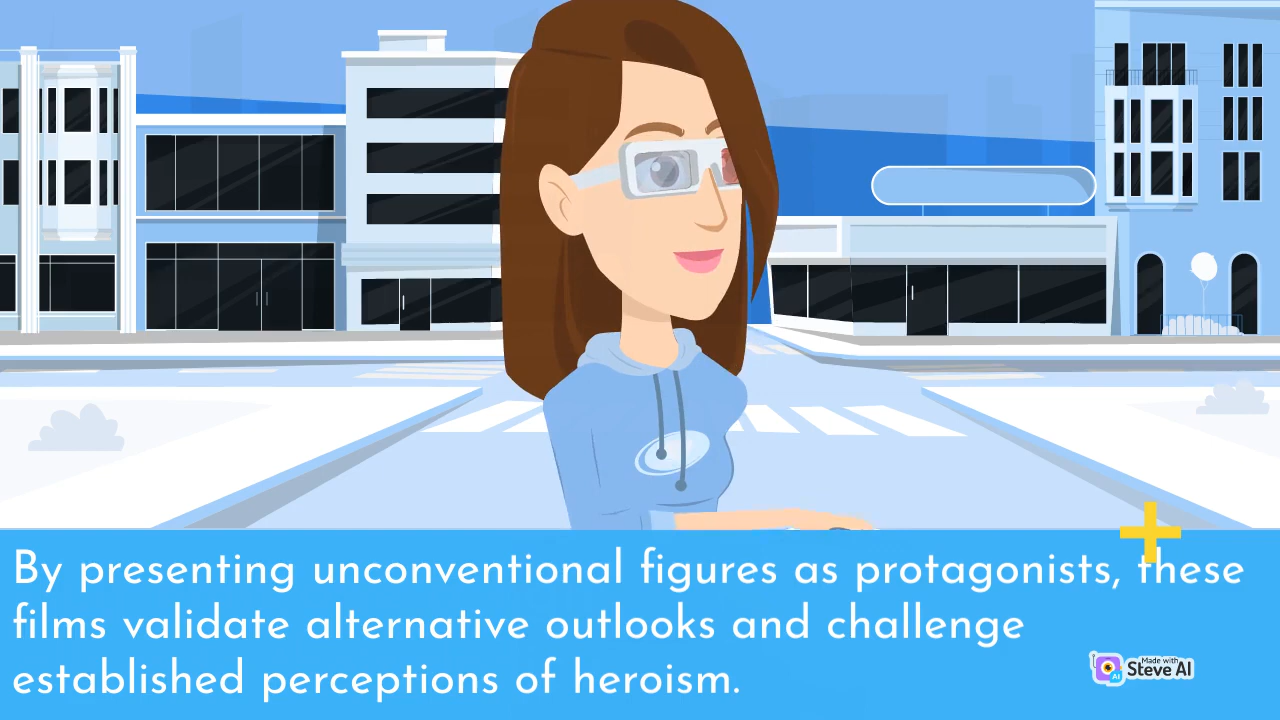 By presenting unconventional figures as protagonists, these
films validate alternative outlooks and challenge
established perceptions of heroism.
Made with
Steve AI
AI